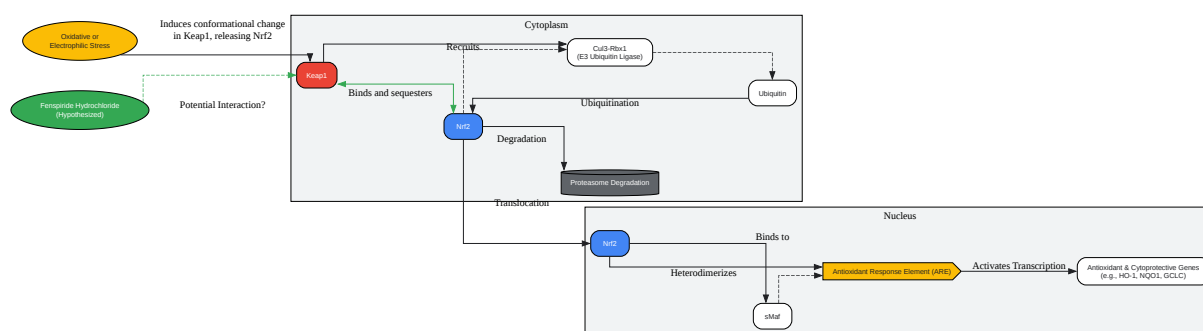 Induces conformational change
in Keap1, releasing Nrf2
Cytoplasm
Oxidative or
Electrophilic Stress
Recruits
Cul3-Rbx1
(E3 Ubiquitin Ligase)
Keap1
Fenspiride Hydrochloride
(Hypothesized)
Potential Interaction?
Binds and sequesters
Ubiquitin
Ubiquitination
Nrf2
Degradation
Proteasome Degradation
Translocation
Nucleus
Nrf2
Binds to
Heterodimerizes
Antioxidant Response Element (ARE)
Activates Transcription
Antioxidant & Cytoprotective Genes
(e.g., HO-1, NQO1, GCLC)
sMaf